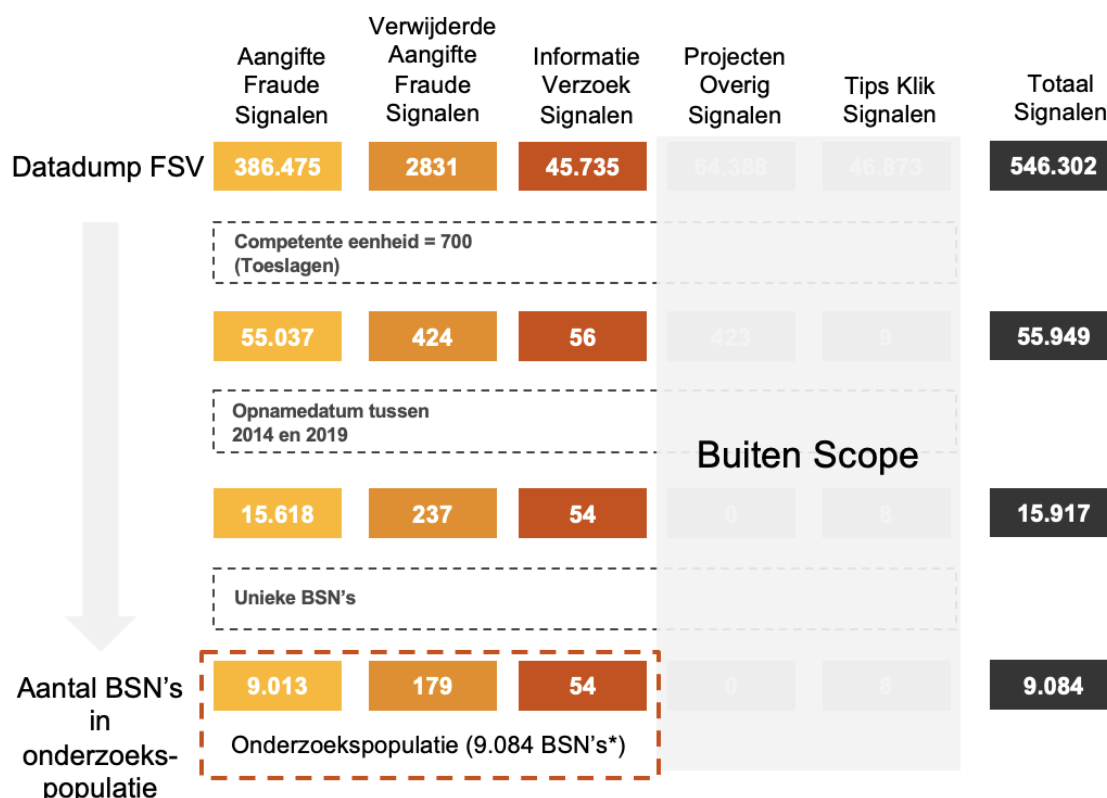 Aangifte
Fraude
Signalen
Verwijderde
Aangifte
Fraude
Signalen
Informatie
Verzoek
Signalen
Projecten
Overig
Signalen
Tips Klik
Signalen
Totaal
Signalen
Datadump FSV
386.475
2831
45.735
64.388
46.873
546.302
Competente eenheid = 700
(Toeslagen)
55.037
424
56
423
9
55.949
Opnamedatum tussen
2014 en 2019
Buiten Scope
15.618
237
54
0
8
15.917
Unieke BSN's
Aantal BSN's
in
onderzoeks-
populatie
9.013
179
54
0
8
9.084
Onderzoekspopulatie (9.084 BSN's*)